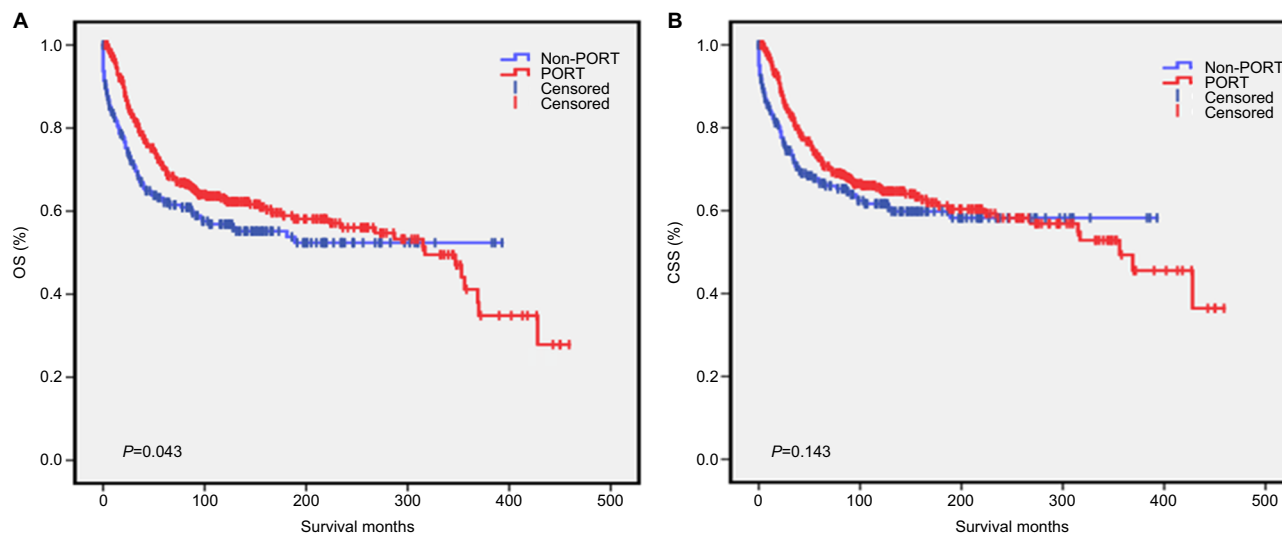 A
OS (%)
1.0
0.8
0.6
0.4
0.2
0.0
Non-PORT
PORT
Censored
Censored
P=0.043
0 100 200 300 400 500
Survival months
B
CSS (%)
1.0
0.8
0.6
0.4
0.2
0.0
Non-PORT
PORT
Censored
Censored
P=0.143
0 100 200 300 400 500
Survival months